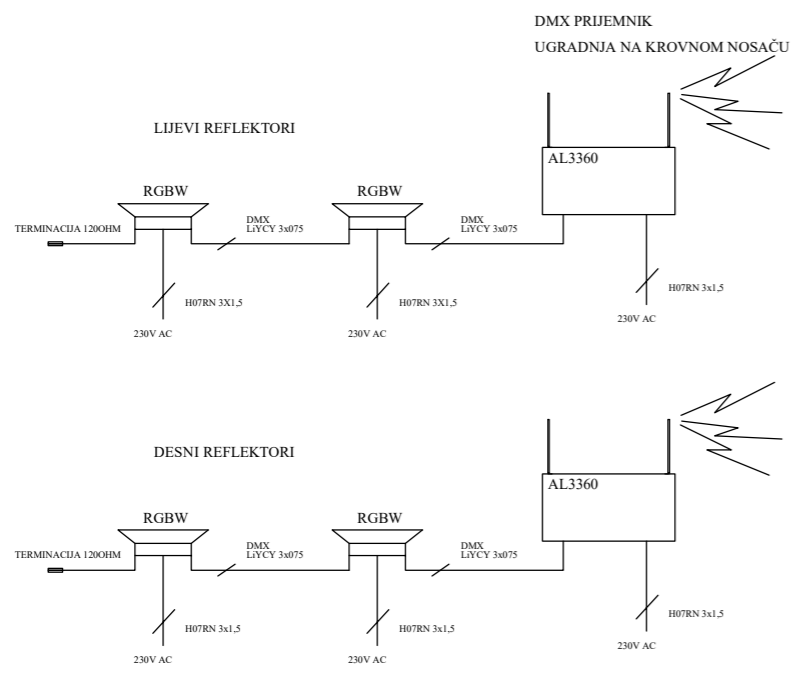 DMX PRIJEMNIK
UGRADNJA NA KROVNOM NOSAČU
LIJEVI REFLEKTORI
AL3360
RGBW
RGBW
TERMINACIJA 120OHM
DMX
LiYCY 3x075
DMX
LiYCY 3x075
H07RN 3X1,5
H07RN 3X1,5
H07RN 3x1,5
230V AC
230V AC
230V AC
DESNI REFLEKTORI
AL3360
RGBW
RGBW
TERMINACIJA 120OHM
DMX
LiYCY 3x075
DMX
LiYCY 3x075
H07RN 3x1,5
H07RN 3x1,5
H07RN 3x1,5
230V AC
230V AC
230V AC